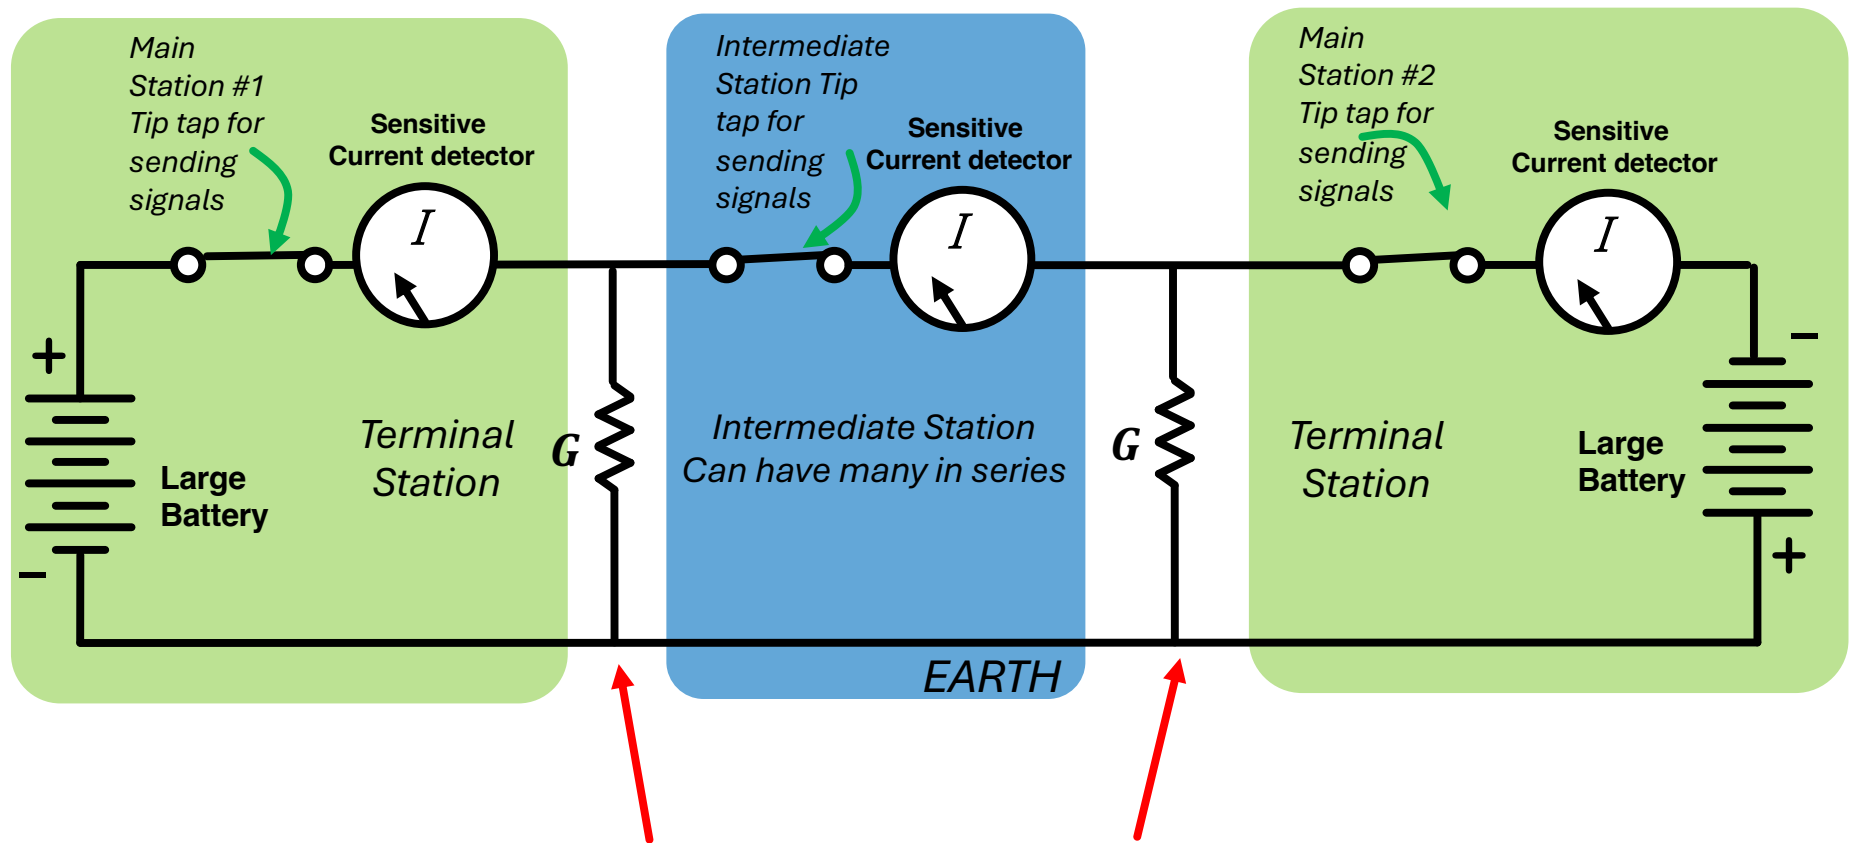 Main
Station #1
Tip tap for
sending
signals
Sensitive
Current detector
I
+
−
Large
Battery
Terminal
Station
G
Intermediate
Station Tip
tap for
sending
signals
Sensitive
Current detector
I
Intermediate Station
Can have many in series
EARTH
G
Main
Station #2
Tip tap for
sending
signals
Sensitive
Current detector
I
Terminal
Station
Large
Battery
−
+